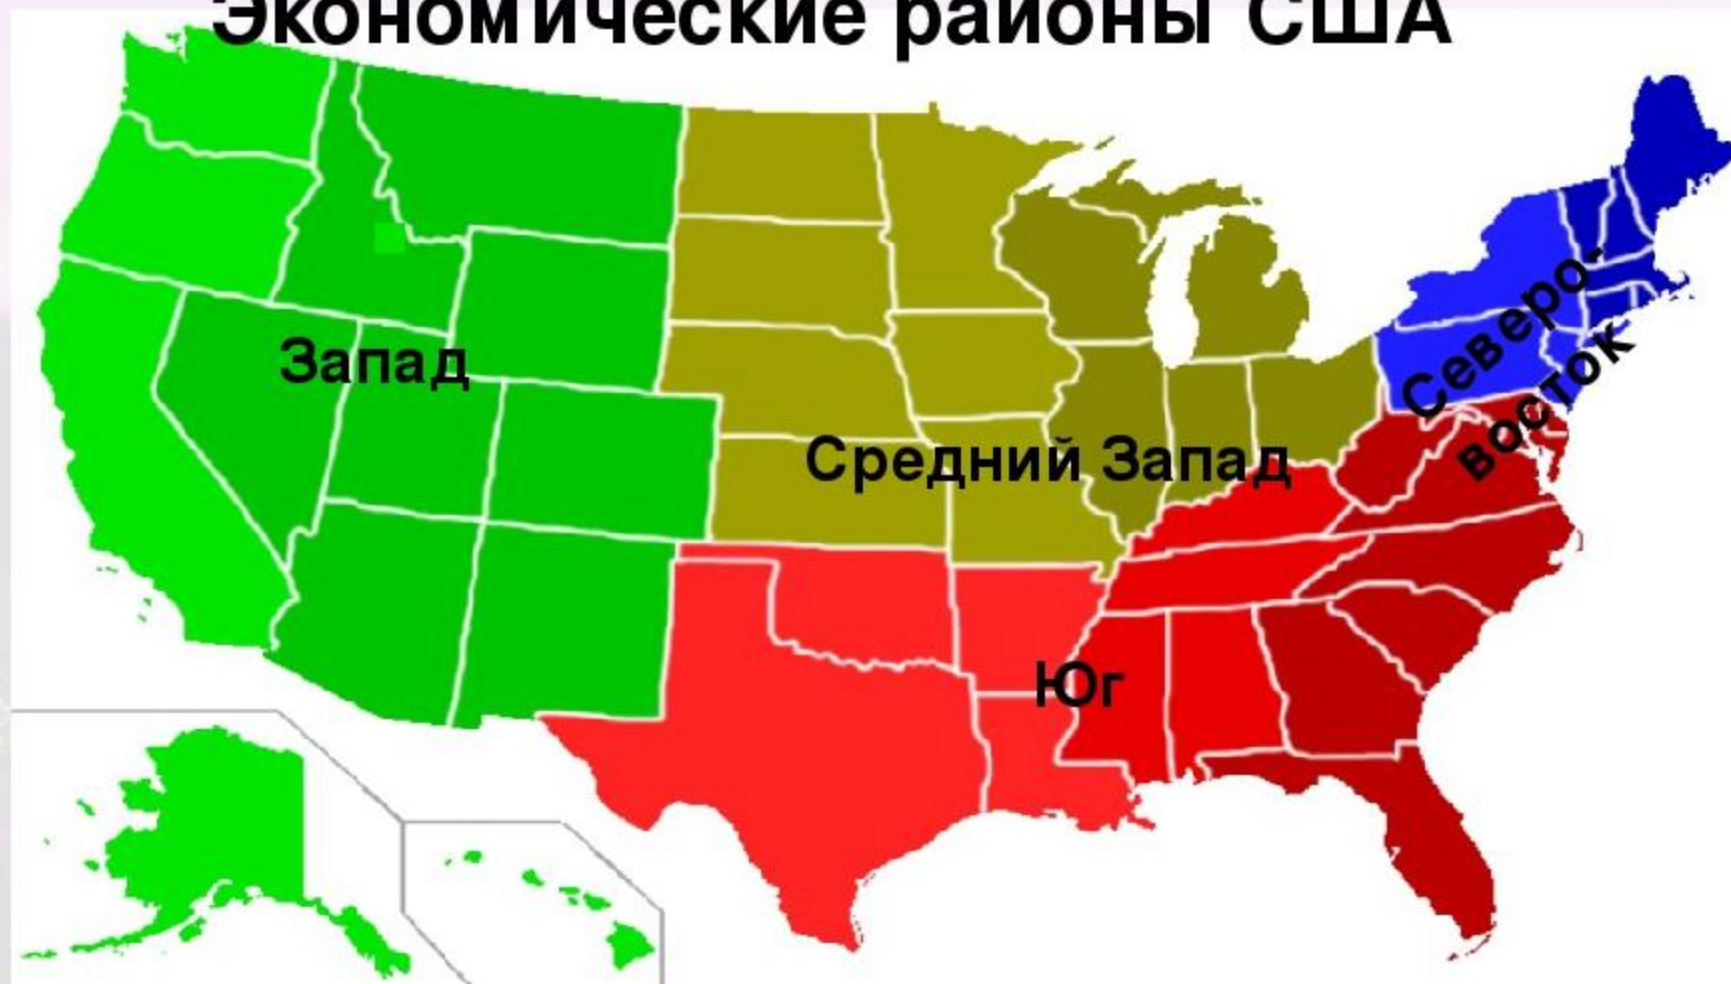 Экономические районы США
Запад
Средний Запад
Юг
Северо-
восток